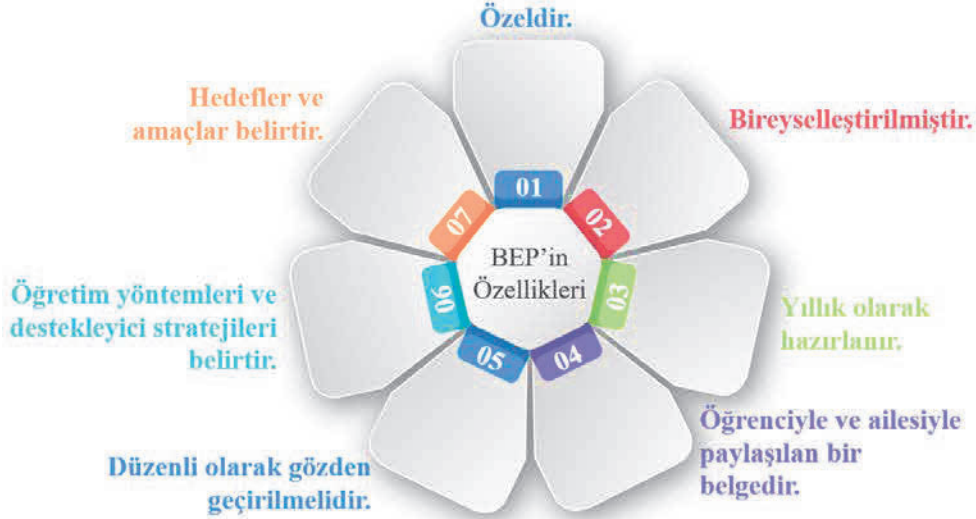 Özeldir.
Hedefler ve
amaçlar belirtir.
Bireyselleştirilmiştir.
01
02
03
04
05
06
07
BEP’in
Özellikleri
Öğretim yöntemleri ve
destekleyici stratejileri
belirtir.
Yıllık olarak
hazırlanır.
Düzenli olarak gözden
geçirilmelidir.
Öğrenciyle ve ailesiyle
paylaşılan bir
belgedir.